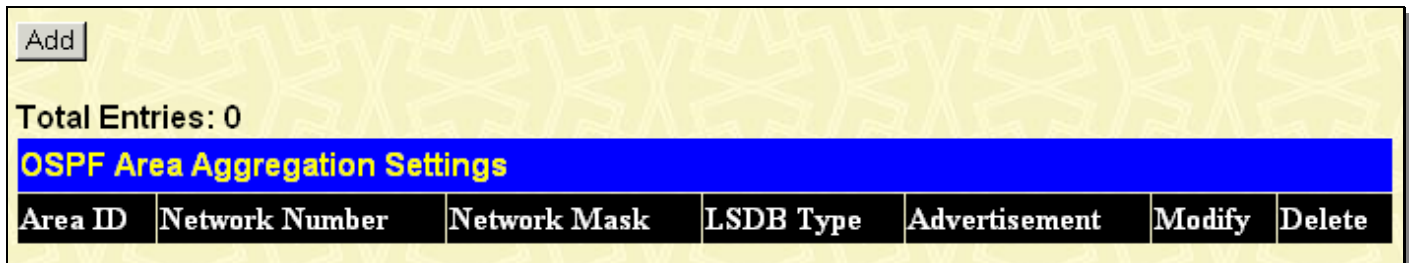 Add
Total Entries: 0
OSPF Area Aggregation Settings
Area ID Network Number Network Mask LSDB Type Advertisement Modify Delete